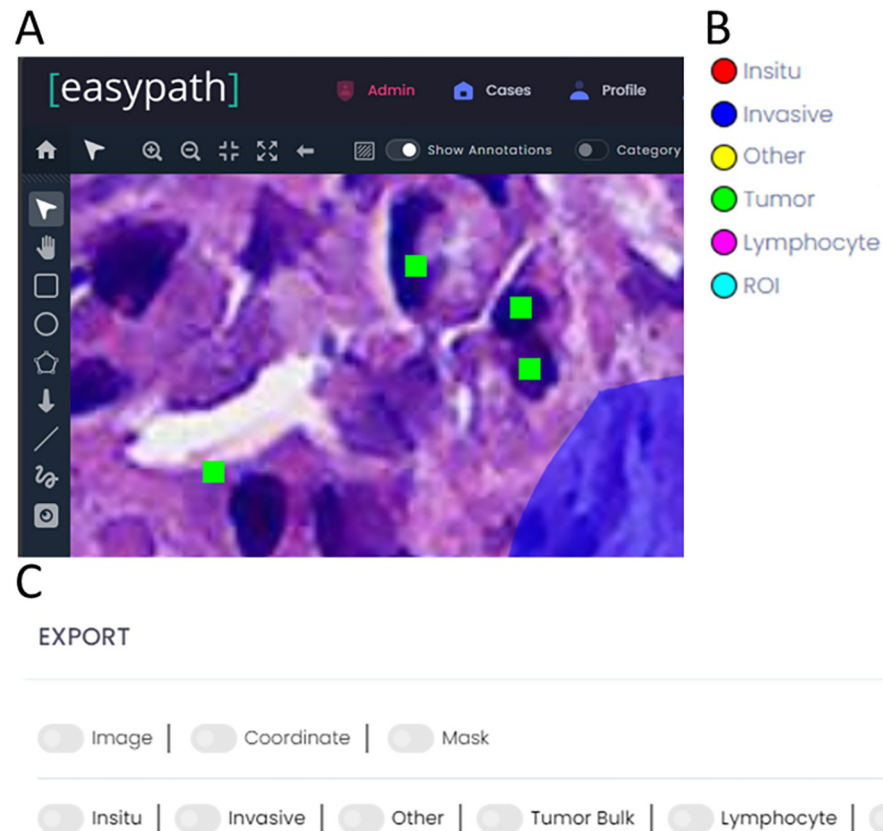 A
B
[easypath]
Admin
Cases
Profile
Show Annotations
Category
Insitu
Invasive
Other
Tumor
Lymphocyte
ROI
C
EXPORT
Image | Coordinate | Mask
Insitu | Invasive | Other | Tumor Bulk | Lymphocyte |